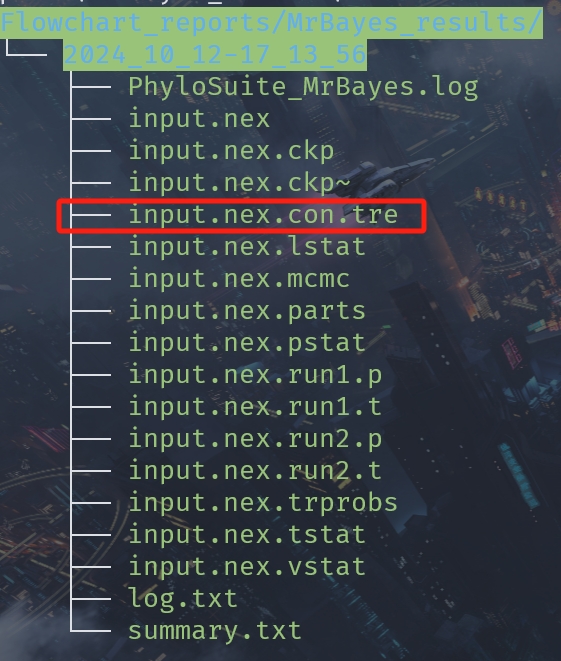 Flowchart_reports/MrBayes_results/
2024_10_12-17_13_56
PhyloSuite_MrBayes.log
input.nex
input.nex.ckp
input.nex.ckp~
input.nex.con.tre
input.nex.lstat
input.nex.mcmc
input.nex.parts
input.nex.pstat
input.nex.run1.p
input.nex.run1.t
input.nex.run2.p
input.nex.run2.t
input.nex.trprobs
input.nex.tstat
input.nex.vstat
log.txt
summary.txt